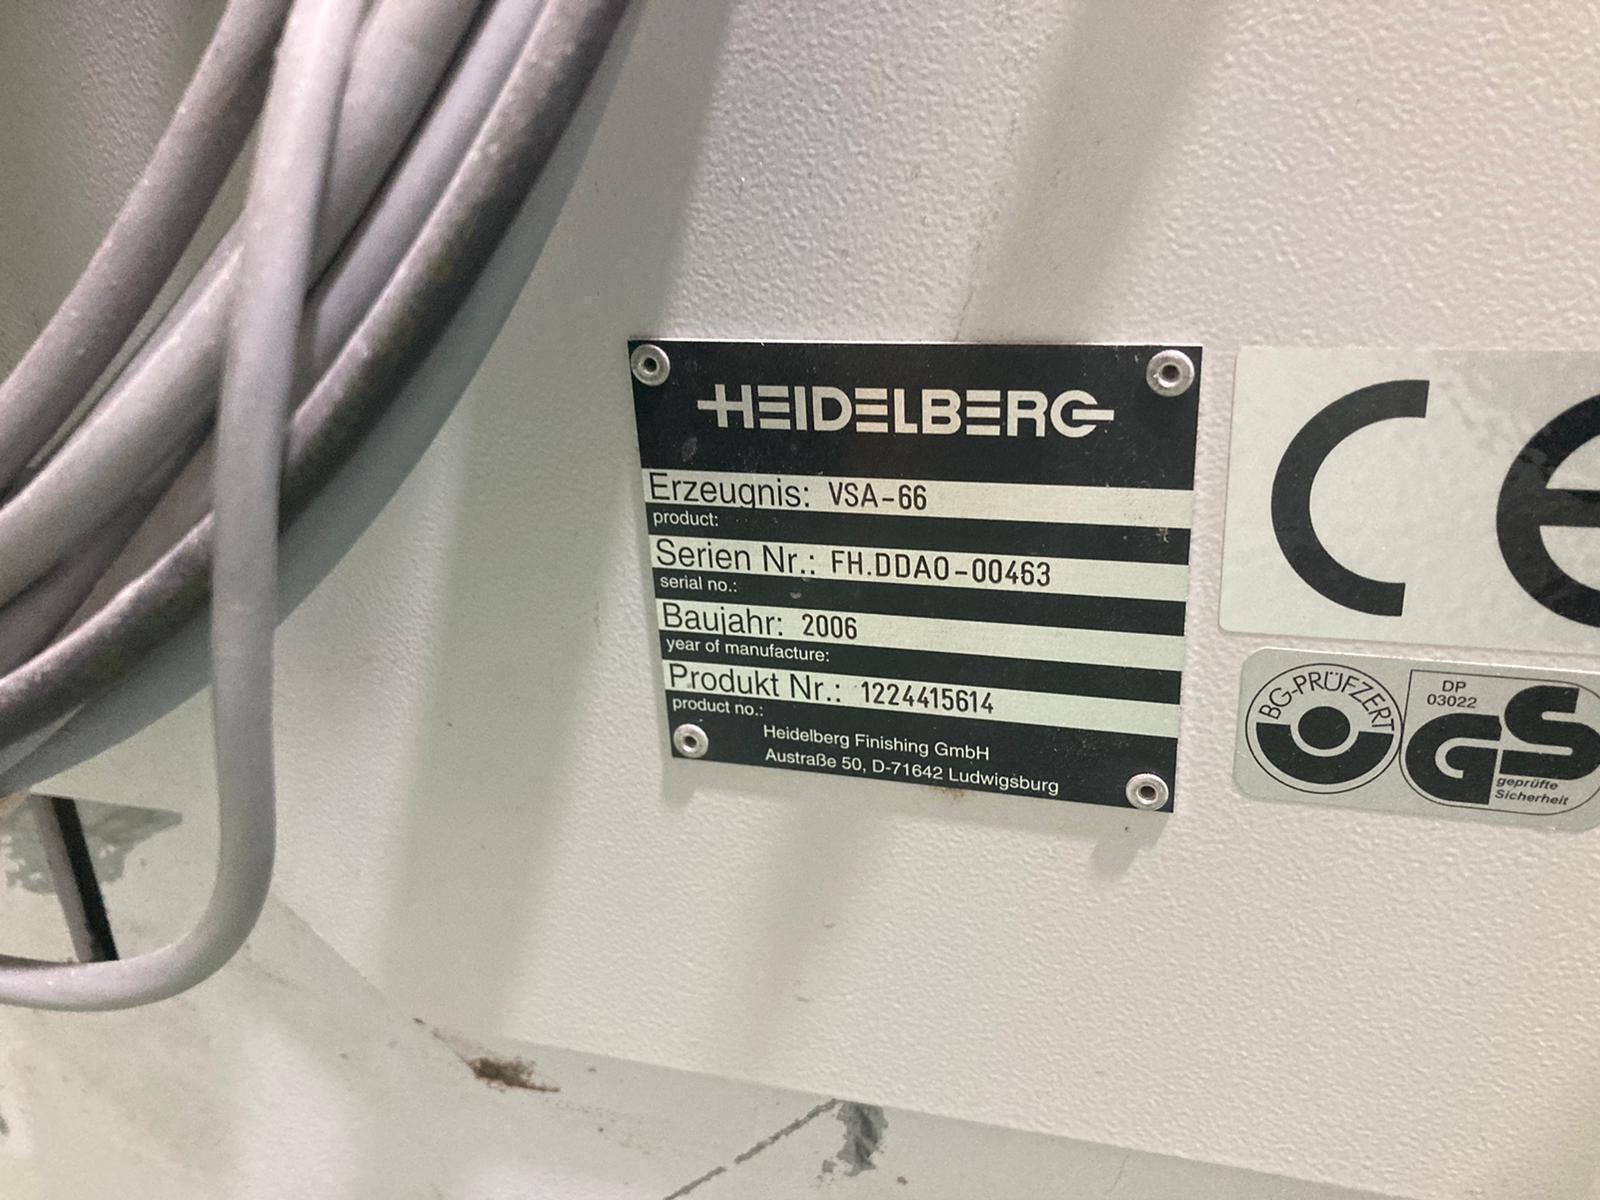 HEIDELBERG
Erzeugnis: VSA-66
product:
Serien Nr.: FH.DDAO-00463
serial no.:
Baujahr: 2006
year of manufacture:
Produkt Nr.: 1224415614
product no.:
Heidelberg Finishing GmbH
Austraße 50, D-71642 Ludwigsburg
CE
BG-PRÜFZERT
DP
03022
GS
geprüfte
Sicherheit